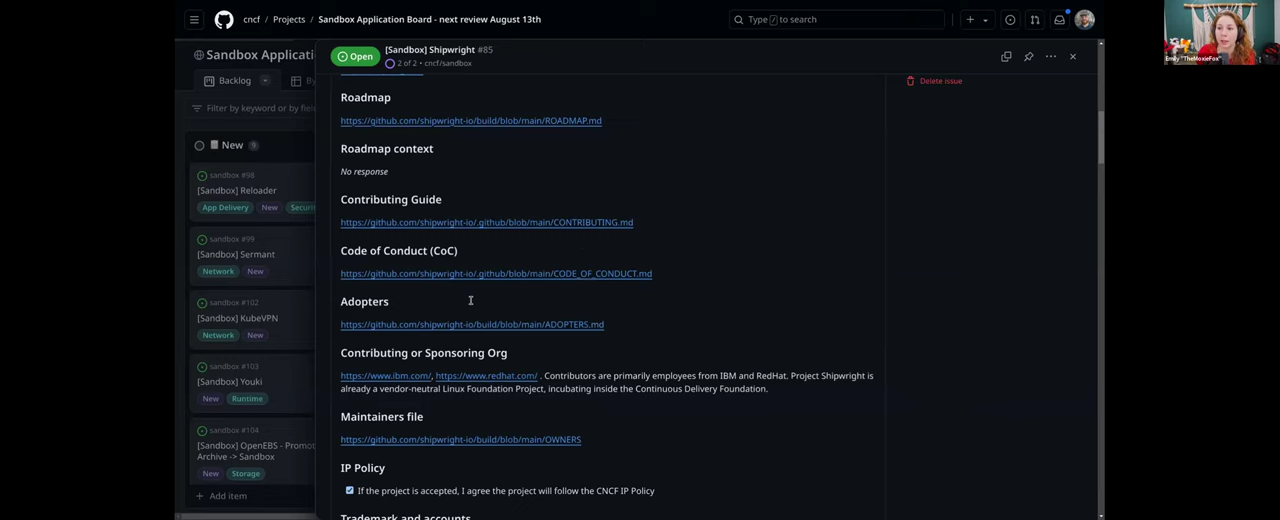 cncf / Projects / Sandbox Application Board - next review August 13th
Type / to search
Sandbox Applicati
Backlog
By
Filter by keyword or by fiel
New 9
sandbox #98
[Sandbox] Reloader
App Delivery New Securi
sandbox #99
[Sandbox] Sermant
Network New
sandbox #102
[Sandbox] KubeVPN
Network New
sandbox #103
[Sandbox] Youki
New Runtime
sandbox #104
[Sandbox] OpenEBS - Promot
Archive -> Sandbox
New Storage
+ Add item
Open
[Sandbox] Shipwright #85
2 of 2 • cncf/sandbox
Delete issue
Roadmap
https://github.com/shipwright-io/build/blob/main/ROADMAP.md
Roadmap context
No response
Contributing Guide
https://github.com/shipwright-io/.github/blob/main/CONTRIBUTING.md
Code of Conduct (CoC)
https://github.com/shipwright-io/.github/blob/main/CODE_OF_CONDUCT.md
Adopters
https://github.com/shipwright-io/build/blob/main/ADOPTERS.md
Contributing or Sponsoring Org
https://www.ibm.com/, https://www.redhat.com/ . Contributors are primarily employees from IBM and RedHat. Project Shipwright is
already a vendor-neutral Linux Foundation Project, incubating inside the Continuous Delivery Foundation.
Maintainers file
https://github.com/shipwright-io/build/blob/main/OWNERS
IP Policy
If the project is accepted, I agree the project will follow the CNCF IP Policy
Trademark and accounts
Emily "TheMoxieFox"